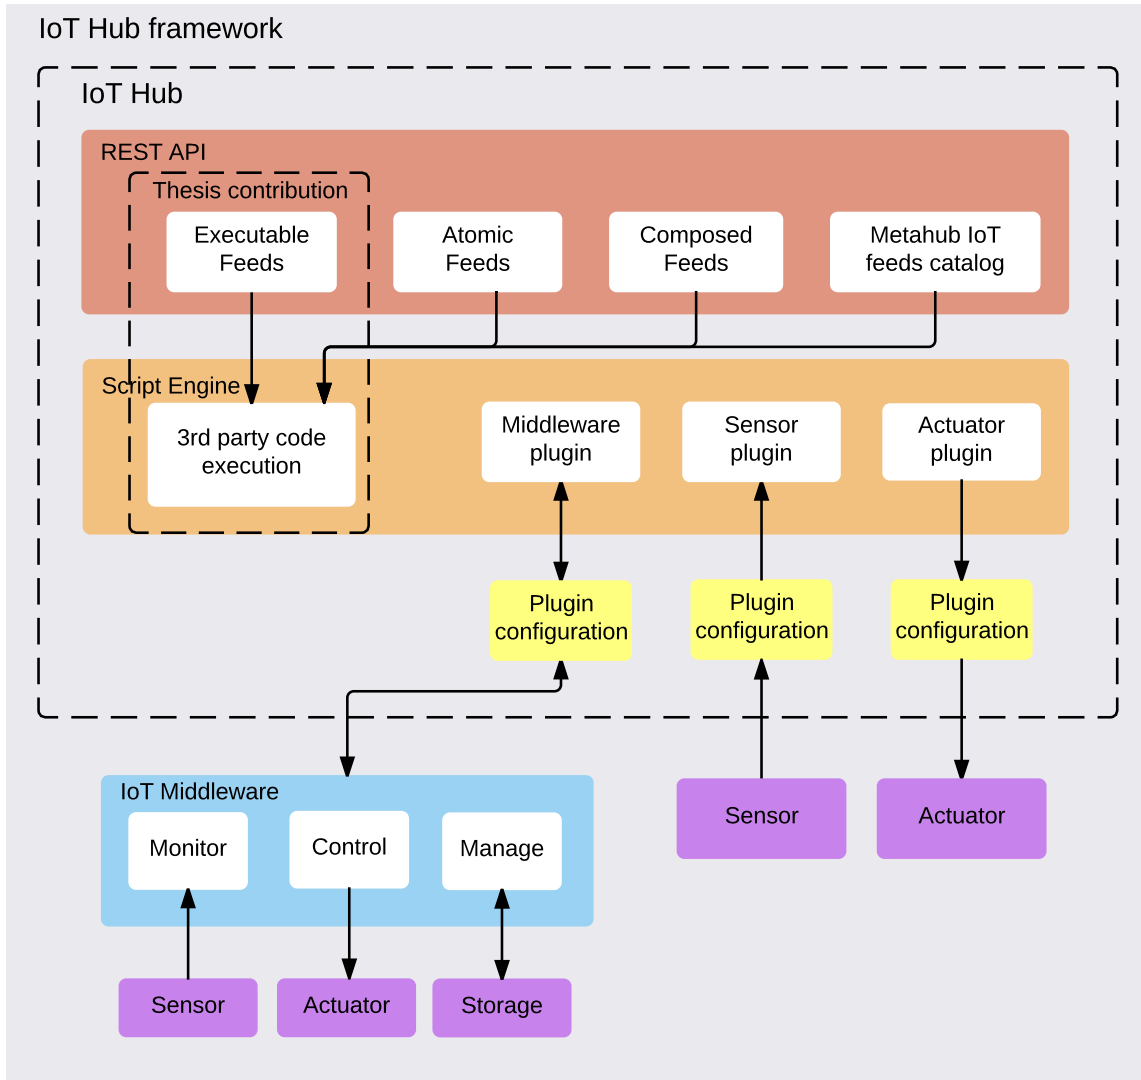 IoT Hub framework
IoT Hub
REST API
Thesis contribution
Executable
Feeds
Atomic
Feeds
Composed
Feeds
Metahub IoT
feeds catalog
Script Engine
3rd party code
execution
Middleware
plugin
Sensor
plugin
Actuator
plugin
Plugin
configuration
Plugin
configuration
Plugin
configuration
IoT Middleware
Monitor
Control
Manage
Sensor
Actuator
Sensor
Actuator
Storage